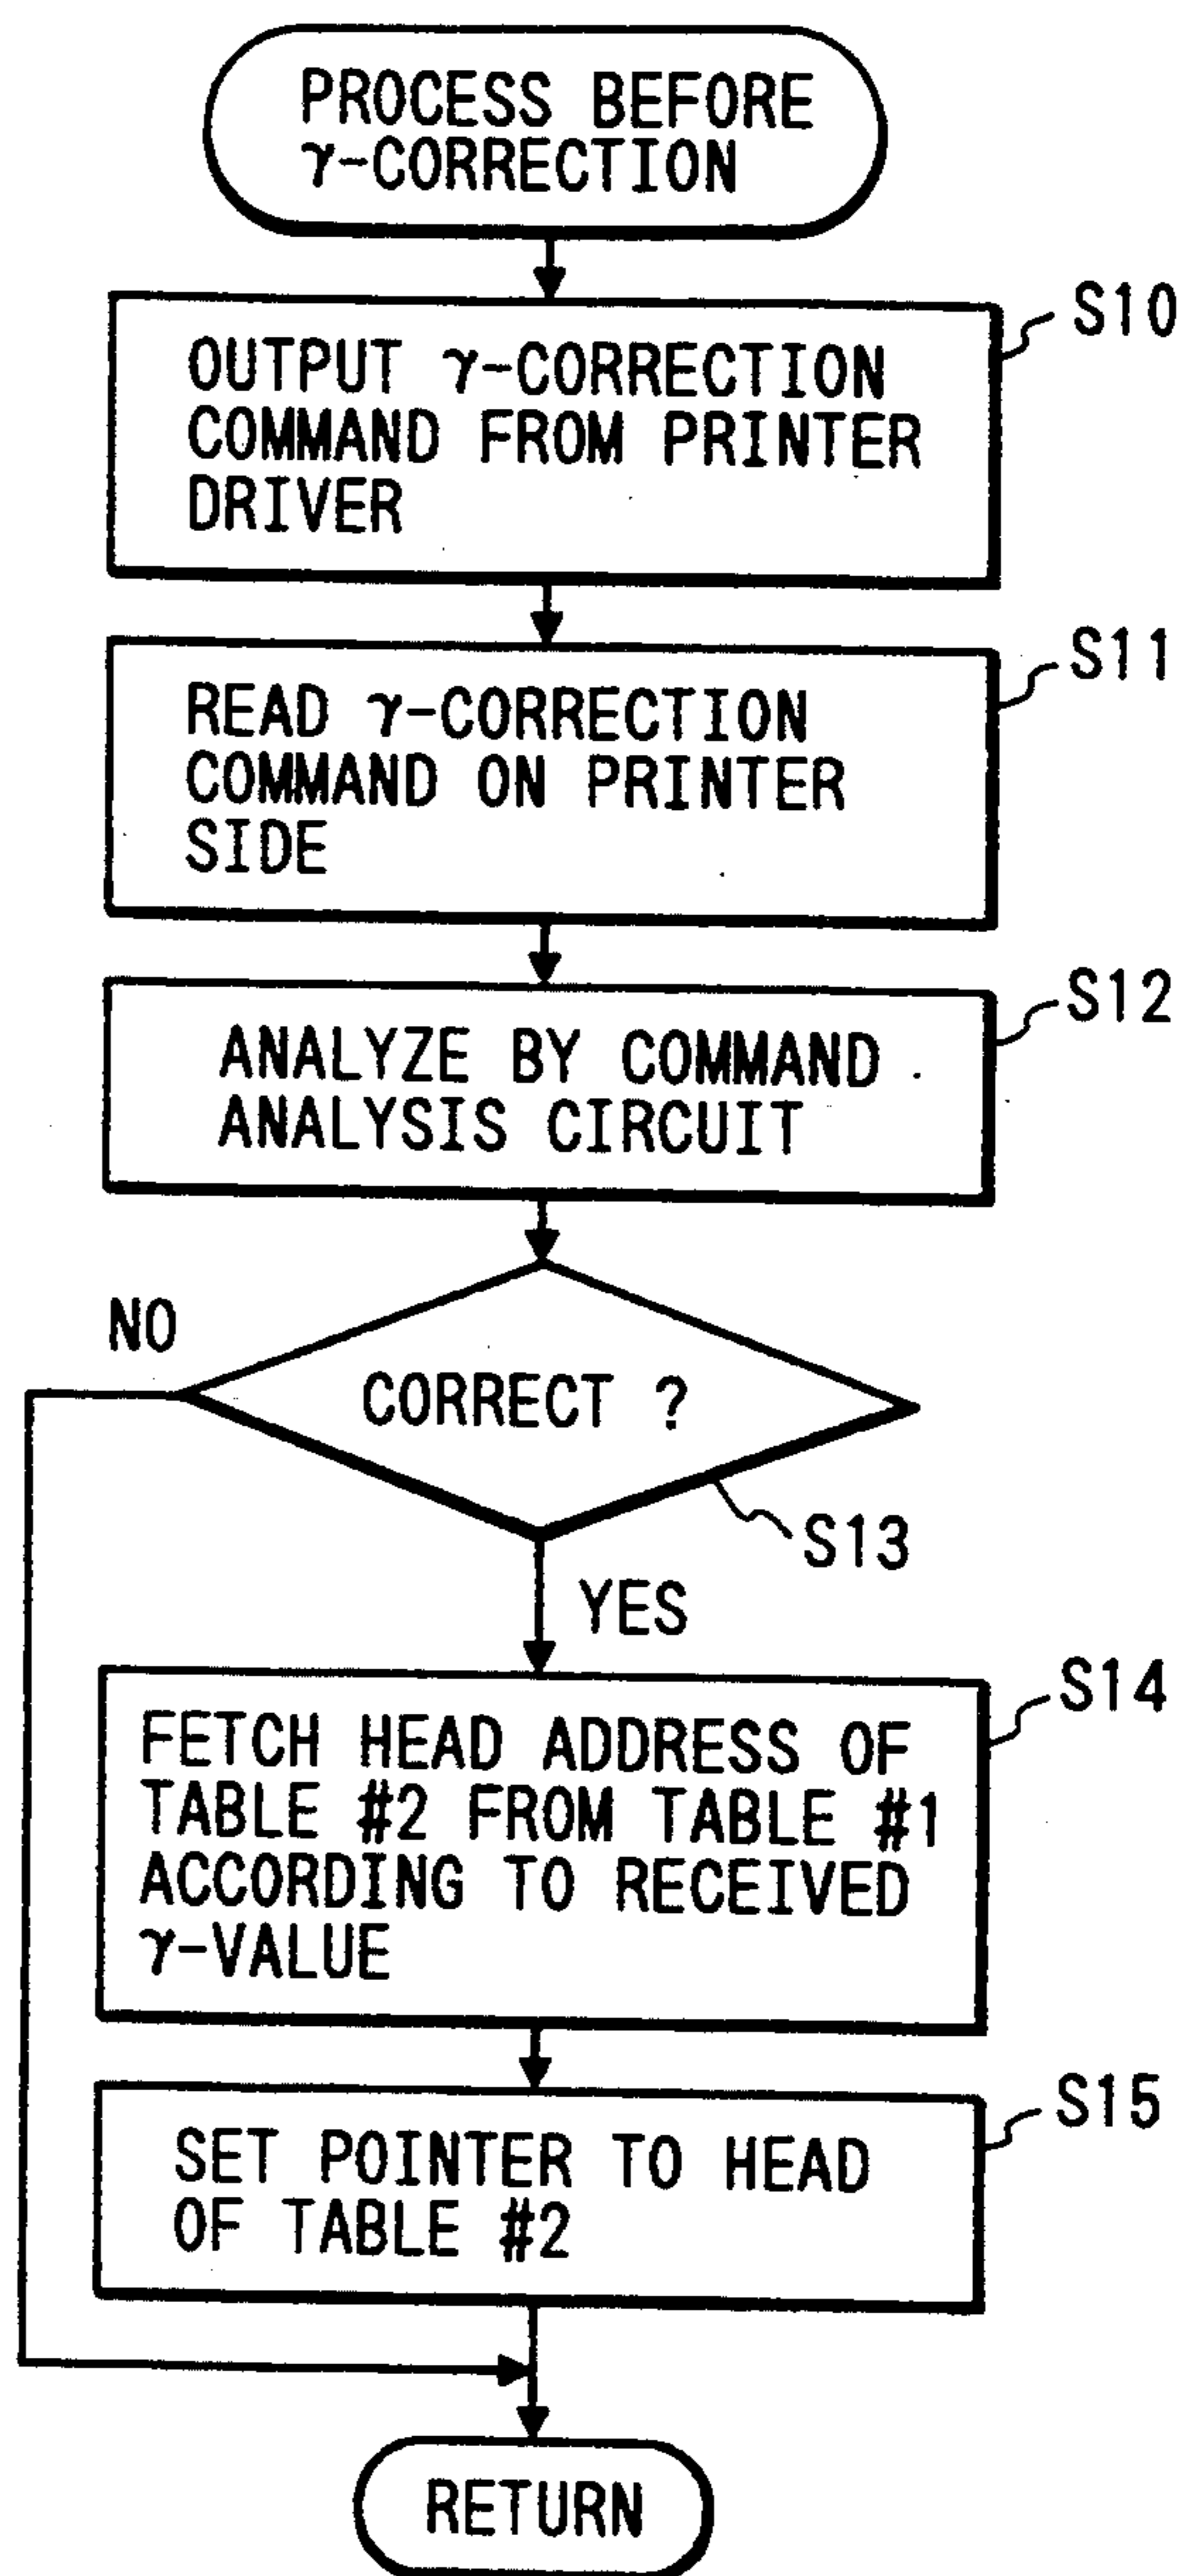 PROCESS BEFORE
γ-CORRECTION
S10
OUTPUT γ-CORRECTION
COMMAND FROM PRINTER
DRIVER
S11
READ γ-CORRECTION
COMMAND ON PRINTER
SIDE
S12
ANALYZE BY COMMAND
ANALYSIS CIRCUIT
NO
CORRECT ?
S13
YES
S14
FETCH HEAD ADDRESS OF
TABLE #2 FROM TABLE #1
ACCORDING TO RECEIVED
γ-VALUE
S15
SET POINTER TO HEAD
OF TABLE #2
RETURN